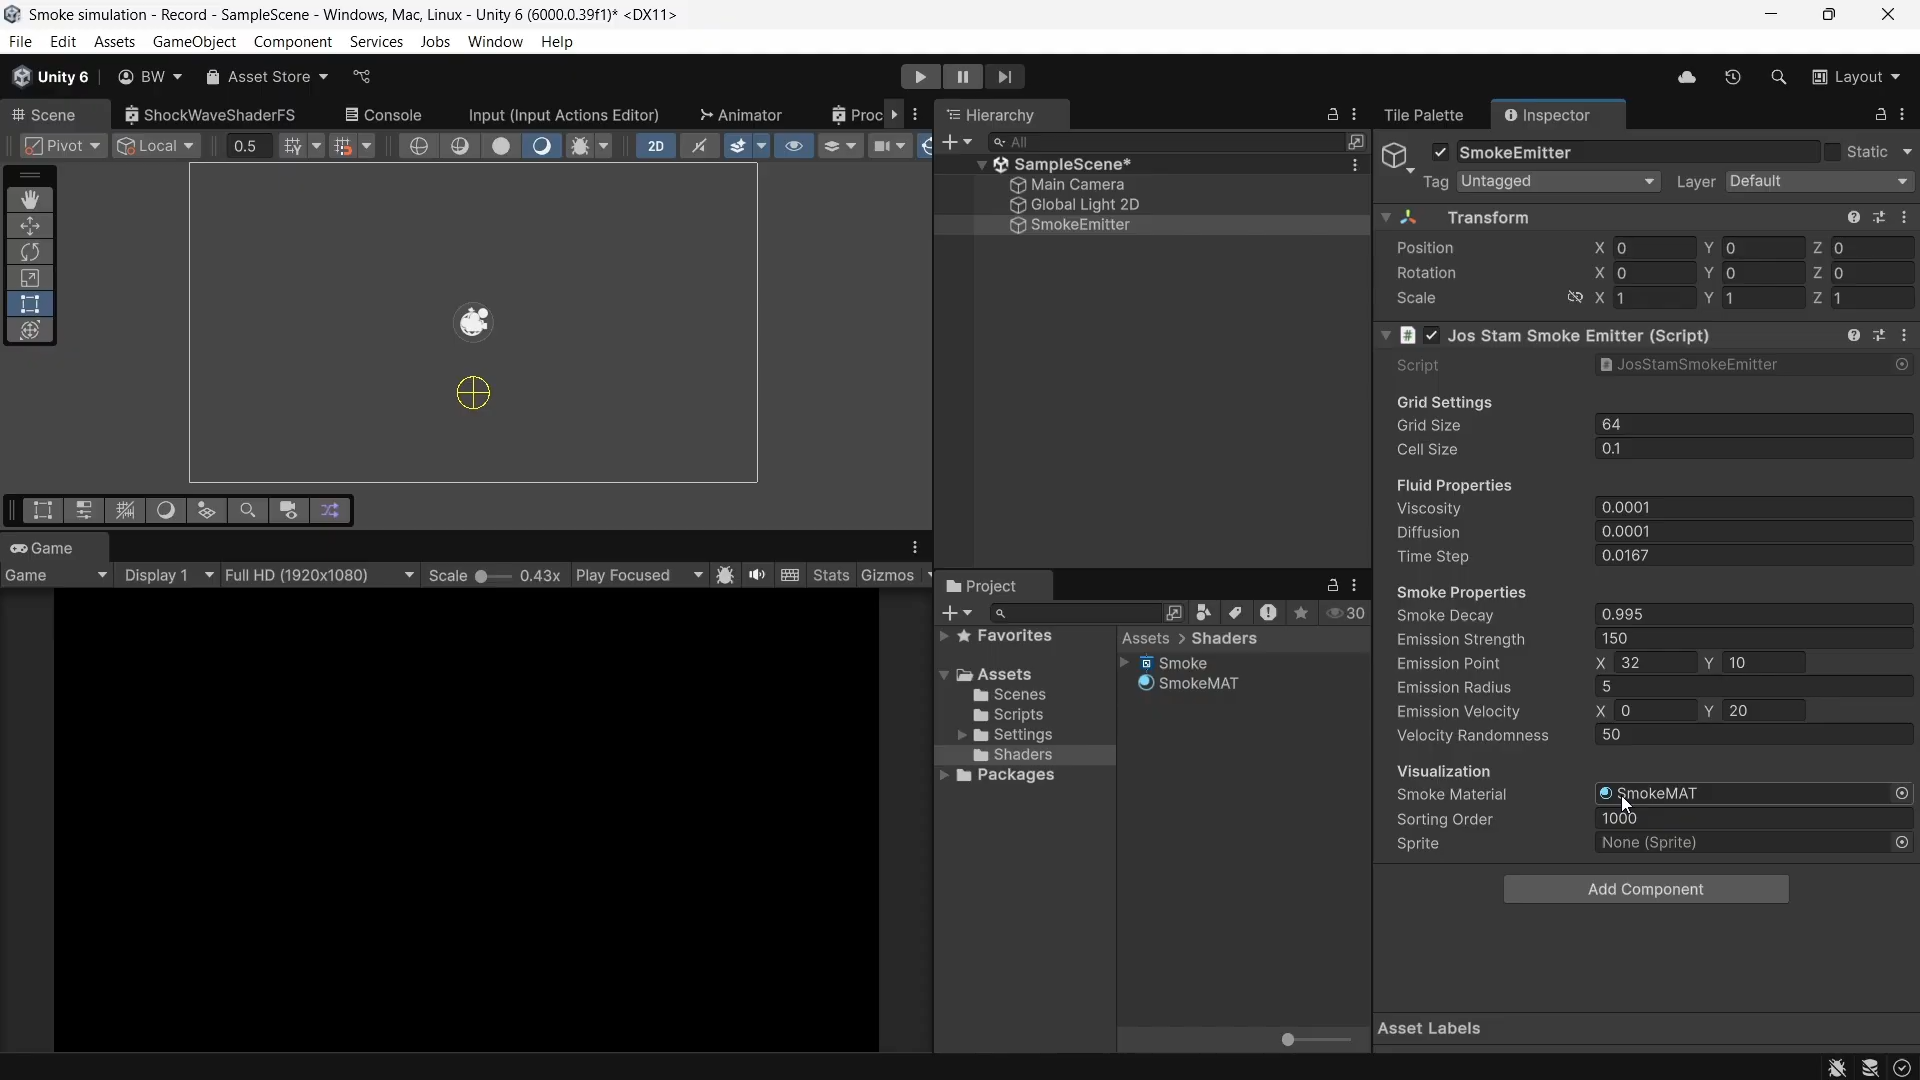 Smoke simulation - Record - SampleScene - Windows, Mac, Linux - Unity 6 (6000.0.39f1)* <DX11>
File Edit Assets GameObject Component Services Jobs Window Help
Unity 6 BW Asset Store Layout
Scene ShockWaveShaderFS Console Input (Input Actions Editor) Animator Proc
Pivot Local 0.5 2D
Game
Game Display 1 Full HD (1920x1080) Scale 0.43x Play Focused Stats Gizmos
Hierarchy
All
SampleScene*
Main Camera
Global Light 2D
SmokeEmitter
Project
30
Favorites
Assets
Scenes
Scripts
Settings
Shaders
Packages
Assets > Shaders
Smoke
SmokeMAT
Tile Palette Inspector
SmokeEmitter Static
Tag Untagged Layer Default
Transform
Position X 0 Y 0 Z 0
Rotation X 0 Y 0 Z 0
Scale X 1 Y 1 Z 1
# Jos Stam Smoke Emitter (Script)
Script JosStamSmokeEmitter
Grid Settings
Grid Size 64
Cell Size 0.1
Fluid Properties
Viscosity 0.0001
Diffusion 0.0001
Time Step 0.0167
Smoke Properties
Smoke Decay 0.995
Emission Strength 150
Emission Point X 32 Y 10
Emission Radius 5
Emission Velocity X 0 Y 20
Velocity Randomness 50
Visualization
Smoke Material SmokeMAT
Sorting Order 1000
Sprite None (Sprite)
Add Component
Asset Labels